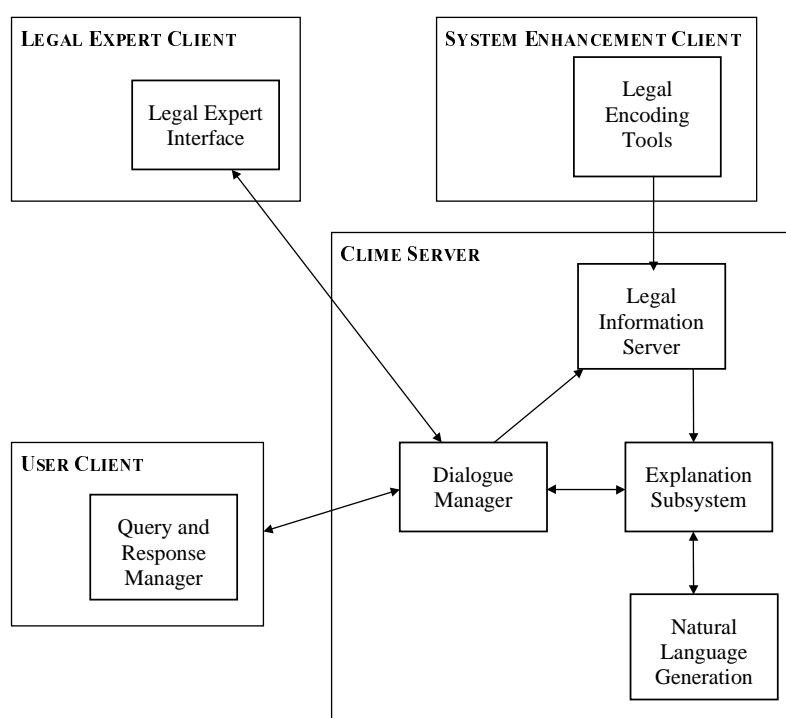 LEGAL EXPERT CLIENT
Legal Expert
Interface
SYSTEM ENHANCEMENT CLIENT
Legal
Encoding
Tools
CLIME SERVER
Legal
Information
Server
USER CLIENT
Query and
Response
Manager
Dialogue
Manager
Explanation
Subsystem
Natural
Language
Generation